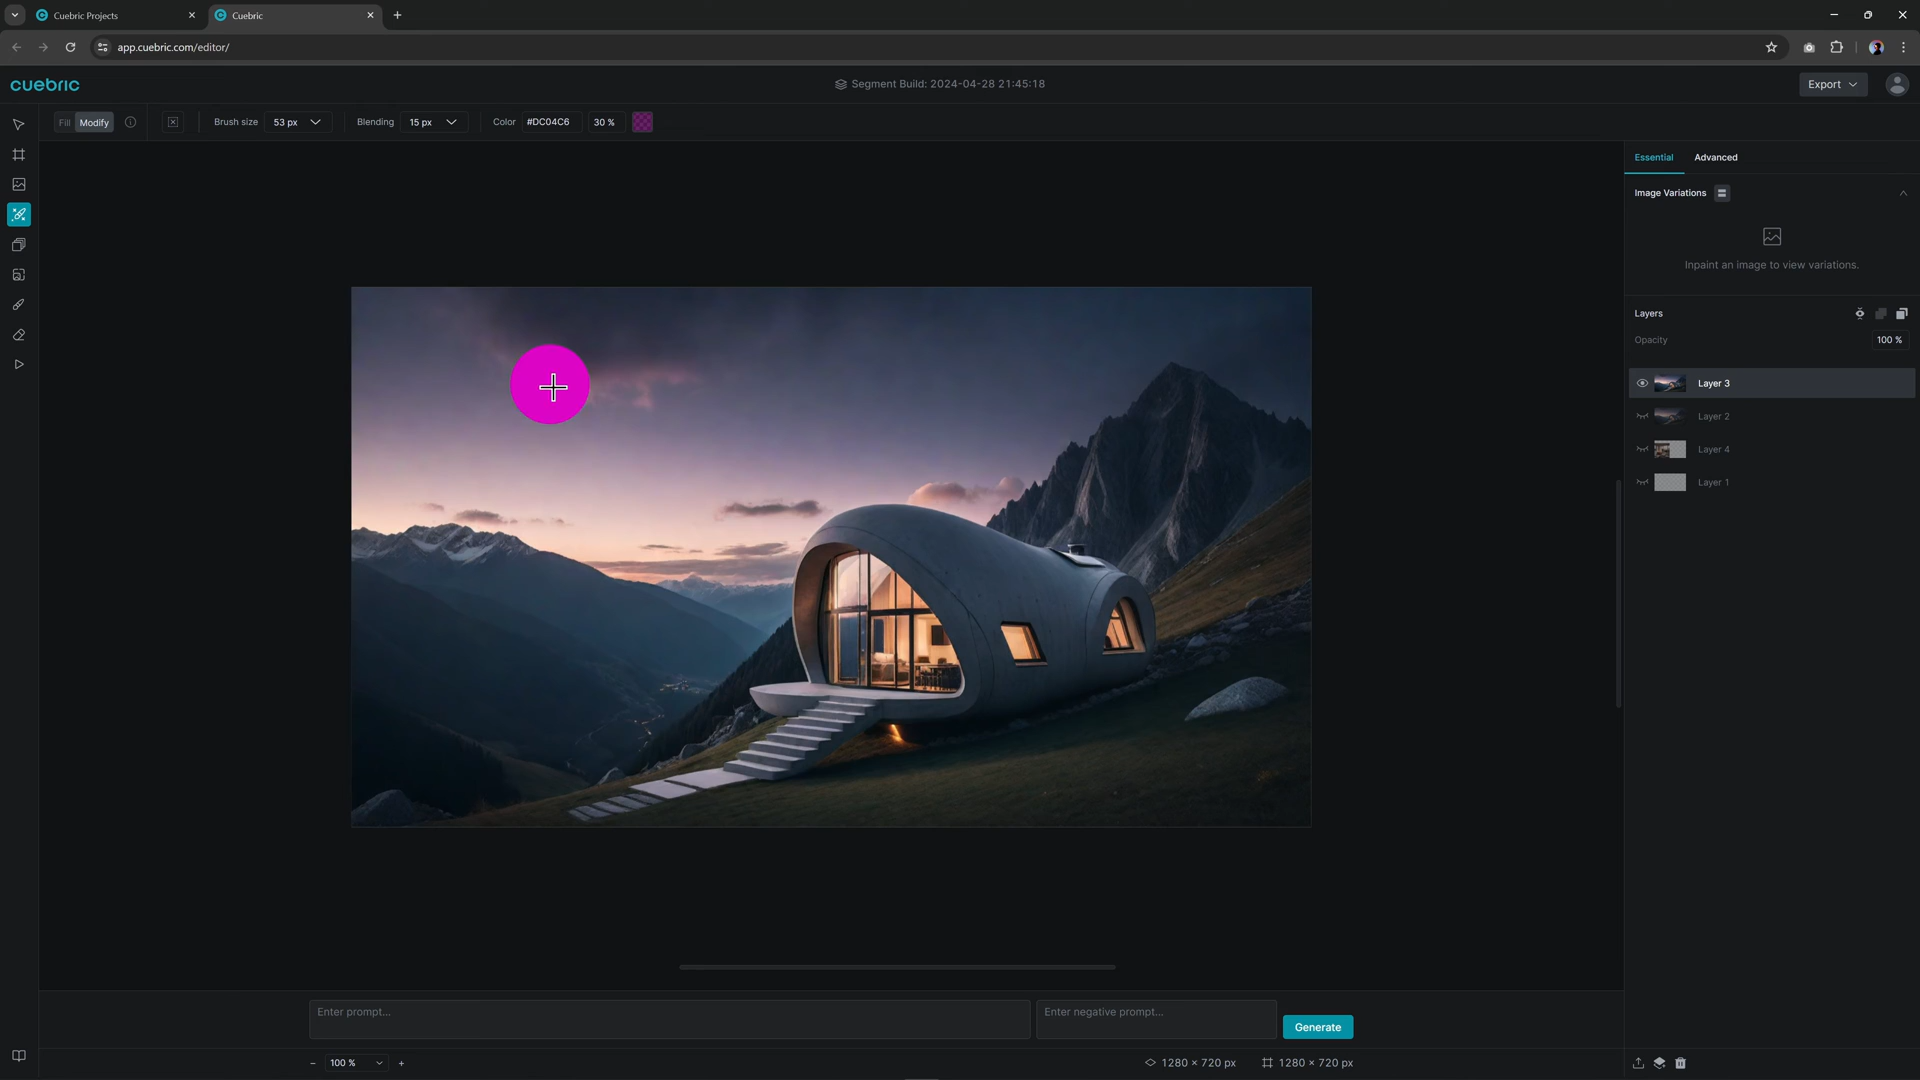 Cuebric Projects
Cuebric
app.cuebric.com/editor/
cuebric
Segment Build: 2024-04-28 21:45:18
Export
Fill Modify
Brush size 53 px
Blending 15 px
Color #DC04C6 30 %
Essential Advanced
Image Variations
Inpaint an image to view variations.
Layers
Opacity 100 %
Layer 3
Layer 2
Layer 4
Layer 1
Enter prompt...
Enter negative prompt...
Generate
100 %
1280 × 720 px
1280 × 720 px